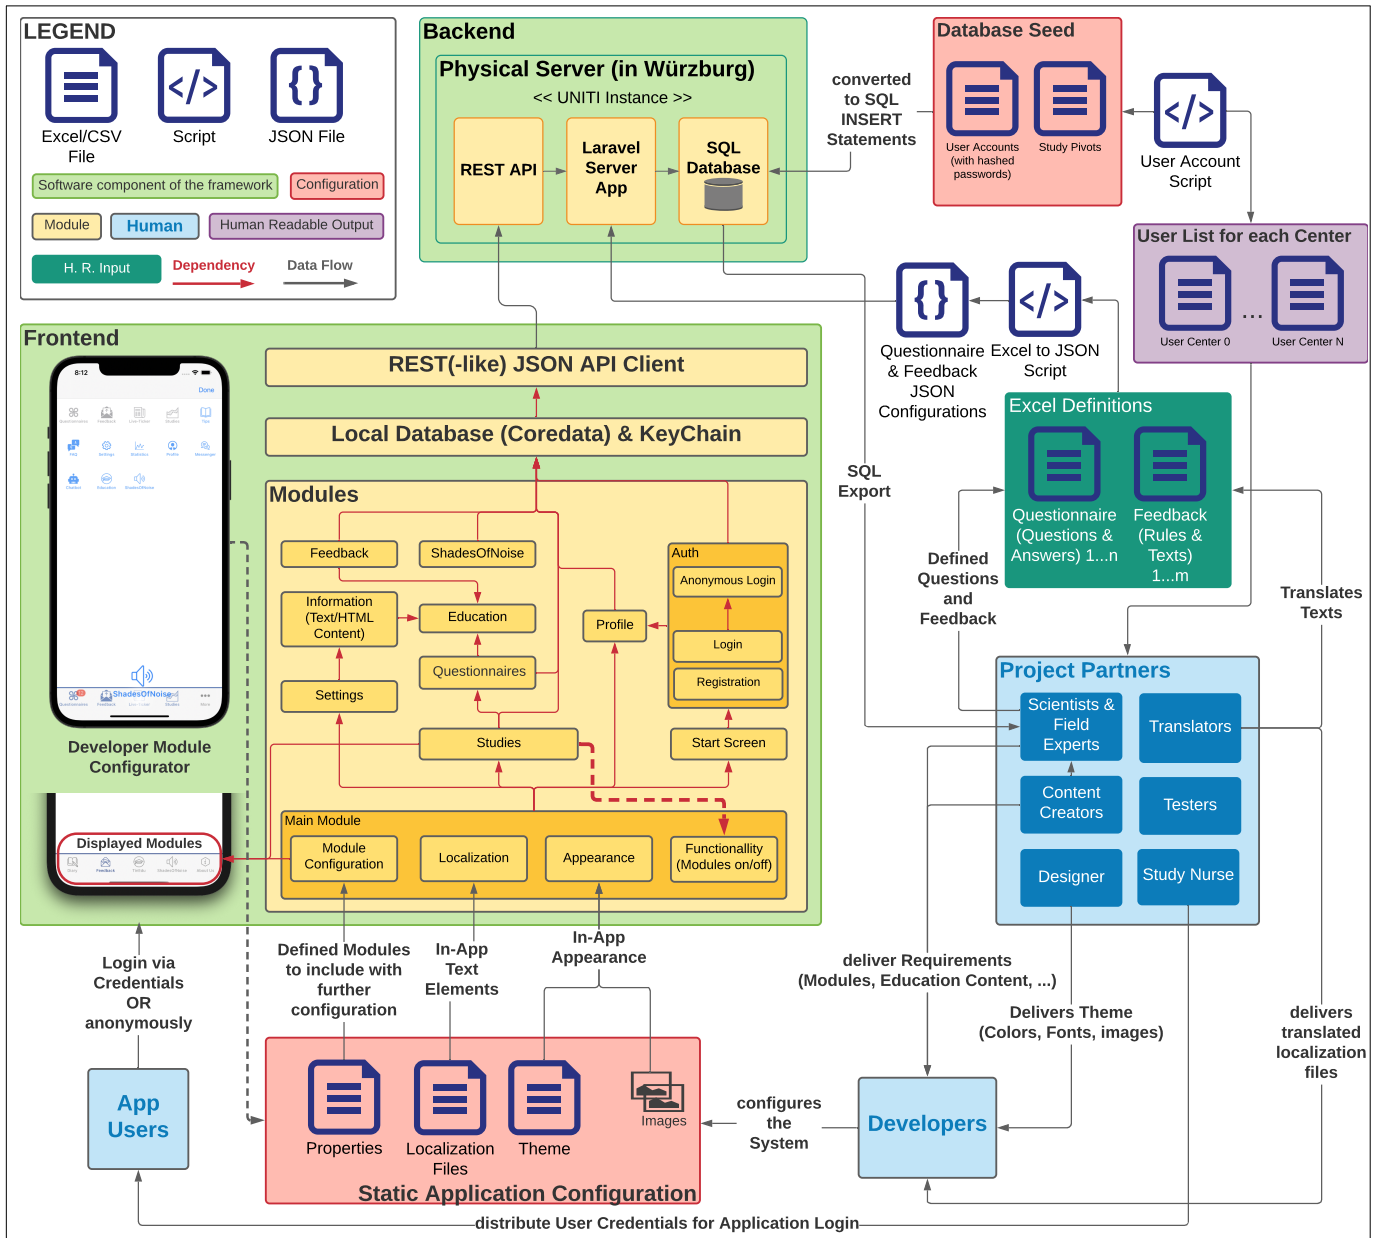 LEGEND
Excel/CSV
File
Script
JSON File
Software component of the framework
Configuration
Module
Human
Human Readable Output
H. R. Input
Dependency
Data Flow
Backend
Physical Server (in Würzburg)
<< UNITI Instance >>
REST API
Laravel
Server
App
SQL
Database
converted
to SQL
INSERT
Statements
Database Seed
User Accounts
(with hashed
passwords)
Study Pivots
User Account
Script
User List for each Center
User Center 0
...
User Center N
Questionnaire
& Feedback
JSON
Configurations
Excel to JSON
Script
SQL
Export
Excel Definitions
Questionnaire
(Questions &
Answers) 1...n
Feedback
(Rules &
Texts)
1...m
Defined
Questions
and
Feedback
Translates
Texts
Frontend
8:12
Done
Developer Module
Configurator
Displayed Modules
REST(-like) JSON API Client
Local Database (Coredata) & KeyChain
Modules
Feedback
ShadesOfNoise
Information
(Text/HTML
Content)
Education
Questionnaires
Settings
Studies
Profile
Auth
Anonymous Login
Login
Registration
Start Screen
Main Module
Module
Configuration
Localization
Appearance
Functionallity
(Modules on/off)
ShadesOfNoise
Project Partners
Scientists &
Field
Experts
Translators
Content
Creators
Testers
Designer
Study Nurse
Login via
Credentials
OR
anonymously
Defined Modules
to include with
further
configuration
In-App
Text
Elements
In-App
Appearance
deliver Requirements
(Modules, Education Content, ...)
Delivers Theme
(Colors, Fonts, images)
delivers
translated
localization
files
App
Users
Properties
Localization
Files
Theme
Images
Static Application Configuration
configures
the
System
Developers
distribute User Credentials for Application Login